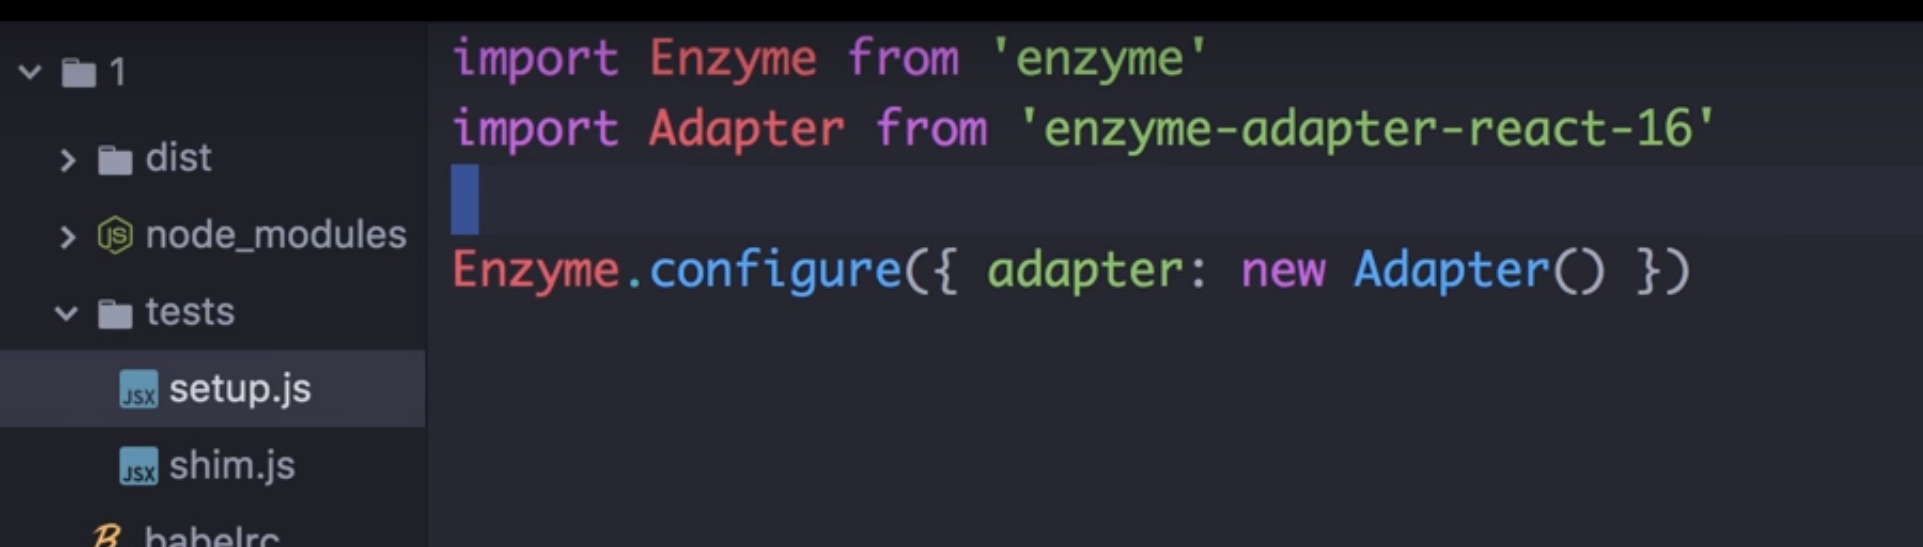 1
dist
node_modules
tests
setup.js
shim.js
babelrc
import Enzyme from 'enzyme'
import Adapter from 'enzyme-adapter-react-16'
Enzyme.configure({ adapter: new Adapter() })